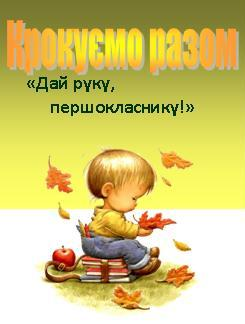 Крокуємо разом
«Дай руку,
першокласнику!»